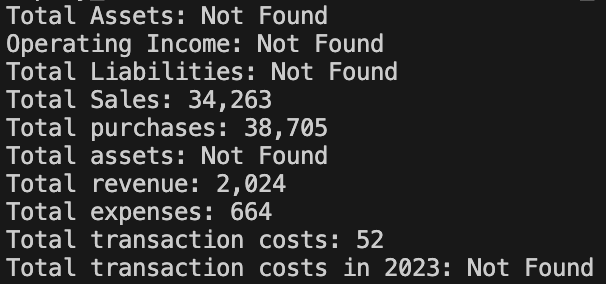 Total Assets: Not Found
Operating Income: Not Found
Total Liabilities: Not Found
Total Sales: 34,263
Total purchases: 38,705
Total assets: Not Found
Total revenue: 2,024
Total expenses: 664
Total transaction costs: 52
Total transaction costs in 2023: Not Found